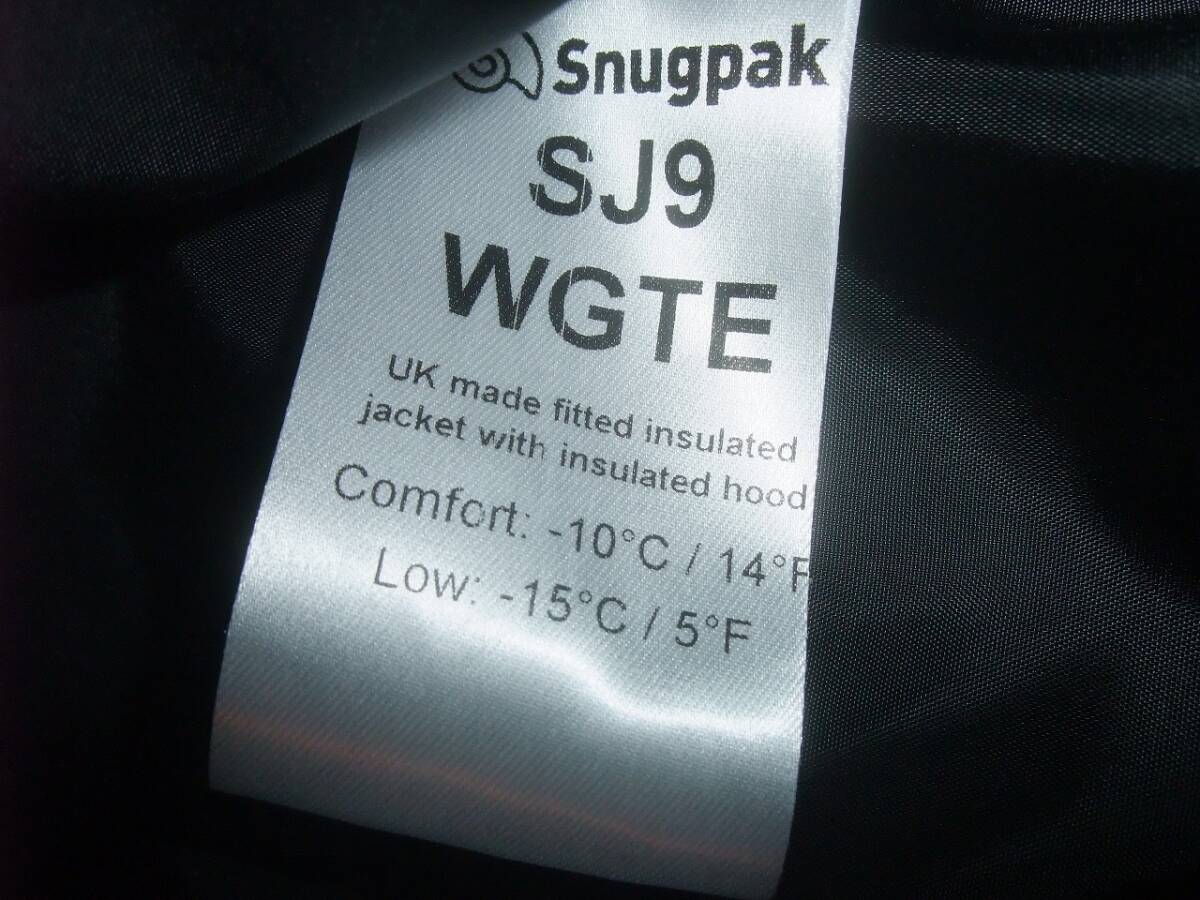 Snugpak
SJ9
WGTE
UK made fitted insulated
jacket with insulated hood
Comfort: -10°C / 14°F
Low: -15°C / 5°F